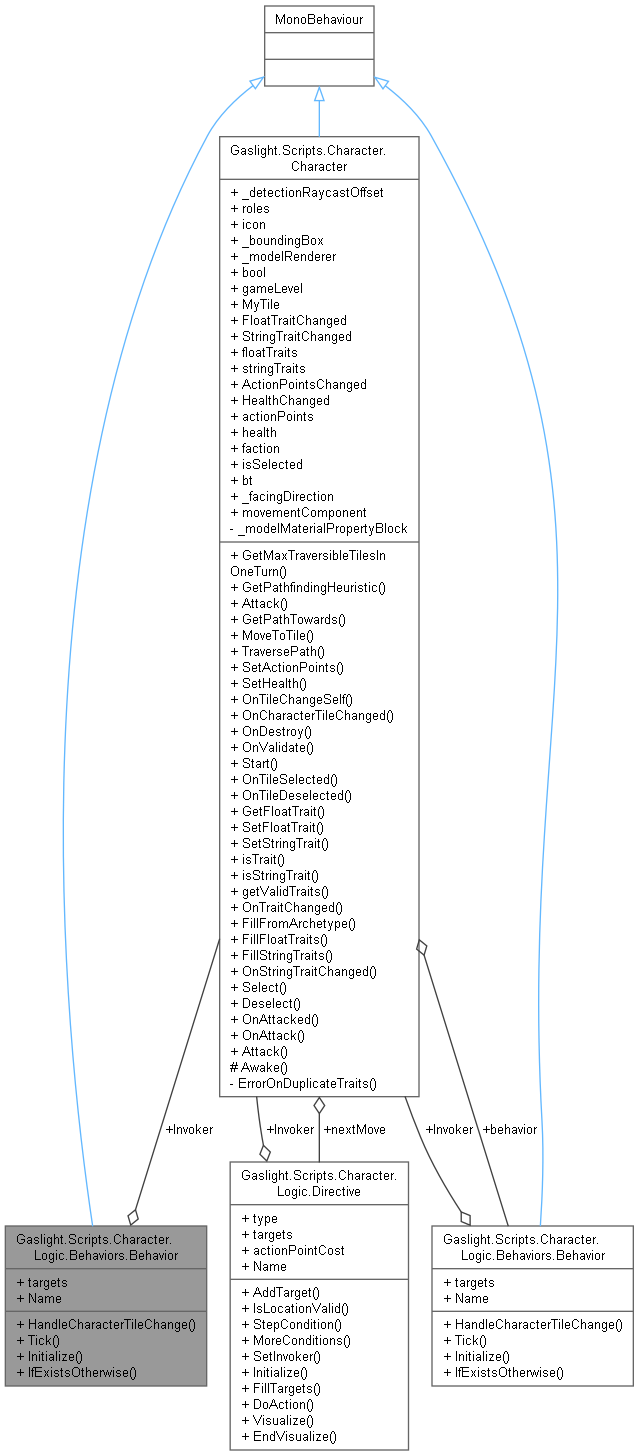 MonoBehaviour
Gaslight.Scripts.Character.
Character
+ _detectionRaycastOffset
+ roles
+ icon
+ _boundingBox
+ _modelRenderer
+ bool
+ gameLevel
+ MyTile
+ FloatTraitChanged
+ StringTraitChanged
+ floatTraits
+ stringTraits
+ ActionPointsChanged
+ HealthChanged
+ actionPoints
+ health
+ faction
+ isSelected
+ bt
+ _facingDirection
+ movementComponent
- _modelMaterialPropertyBlock
+ GetMaxTraversibleTilesIn
OneTurn()
+ GetPathfindingHeuristic()
+ Attack()
+ GetPathTowards()
+ MoveToTile()
+ TraversePath()
+ SetActionPoints()
+ SetHealth()
+ OnTileChangeSelf()
+ OnCharacterTileChanged()
+ OnDestroy()
+ OnValidate()
+ Start()
+ OnTileSelected()
+ OnTileDeselected()
+ GetFloatTrait()
+ SetFloatTrait()
+ SetStringTrait()
+ isTrait()
+ isStringTrait()
+ getValidTraits()
+ OnTraitChanged()
+ FillFromArchetype()
+ FillFloatTraits()
+ FillStringTraits()
+ OnStringTraitChanged()
+ Select()
+ Deselect()
+ OnAttacked()
+ OnAttack()
+ Attack()
# Awake()
- ErrorOnDuplicateTraits()
+Invoker
+Invoker
+nextMove
+Invoker
+behavior
Gaslight.Scripts.Character.
Logic.Directive
+ type
+ targets
+ actionPointCost
+ Name
+ AddTarget()
+ IsLocationValid()
+ StepCondition()
+ MoreConditions()
+ SetInvoker()
+ Initialize()
+ FillTargets()
+ DoAction()
+ Visualize()
+ EndVisualize()
Gaslight.Scripts.Character.
Logic.Behaviors.Behavior
+ targets
+ Name
+ HandleCharacterTileChange()
+ Tick()
+ Initialize()
+ IfExistsOtherwise()
Gaslight.Scripts.Character.
Logic.Behaviors.Behavior
+ targets
+ Name
+ HandleCharacterTileChange()
+ Tick()
+ Initialize()
+ IfExistsOtherwise()